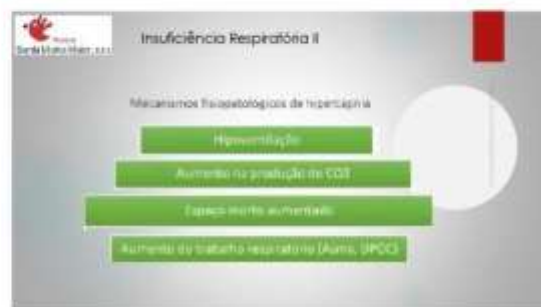 Insuficiência Respiratória II
Mecanismos fisiopatológicos de hipercapnia
Hipoventilação
Aumento na produção de CO2
Espaço morto aumentado
Aumento do trabalho respiratório (Asma, DPOC)